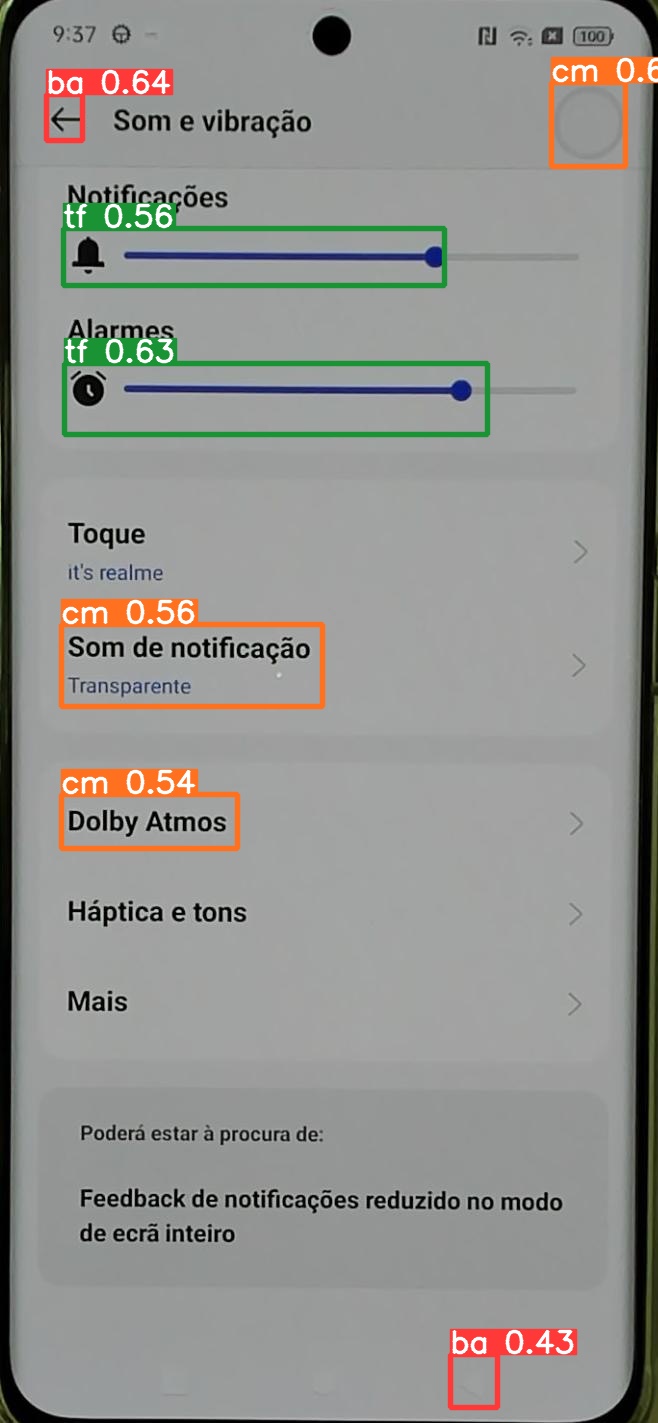 9:37
100
ba 0.64
cm 0.6
Som e vibração
Notificações
tf 0.56
Alarmes
tf 0.63
Toque
it's realme
cm 0.56
Som de notificação
Transparente
cm 0.54
Dolby Atmos
Háptica e tons
Mais
Poderá estar à procura de:
Feedback de notificações reduzido no modo
de ecrã inteiro
ba 0.43